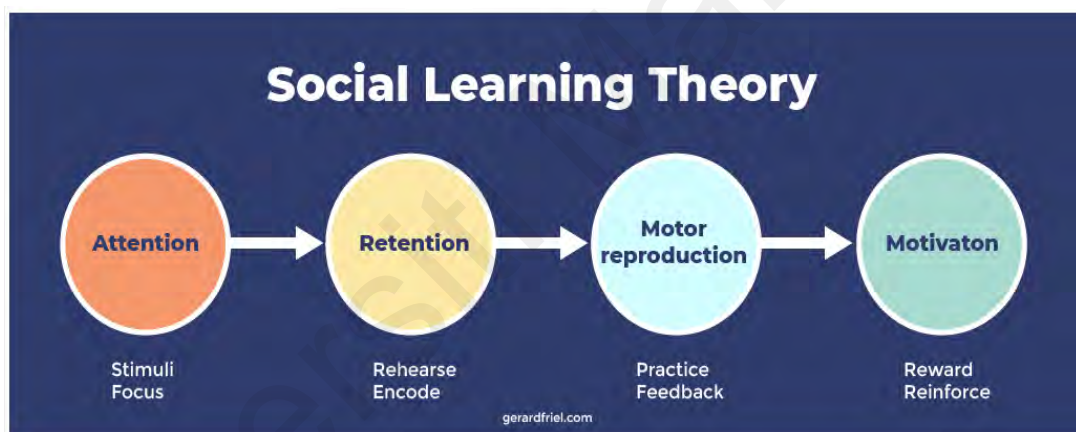 Social Learning Theory
Attention
Retention
Motor
reproduction
Motivaton
Stimuli
Focus
Rehearse
Encode
Practice
Feedback
Reward
Reinforce
gerardfriel.com